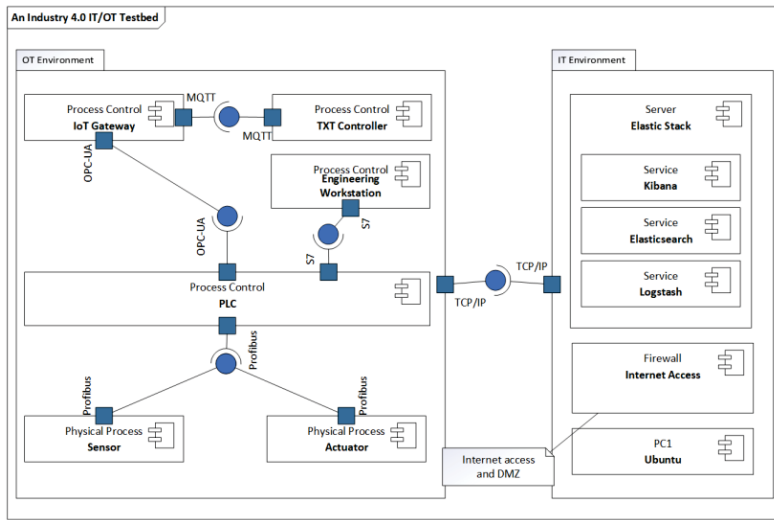 An Industry 4.0 IT/OT Testbed
OT Environment
IT Environment
Process Control
IoT Gateway
MQTT
MQTT
Process Control
TXT Controller
Server
Elastic Stack
OPC-UA
Process Control
Engineering
Workstation
Service
Kibana
OPC-UA
S7
S7
Service
Elasticsearch
Process Control
PLC
TCP/IP
TCP/IP
Service
Logstash
Profibus
Firewall
Internet Access
Profibus
Profibus
Physical Process
Sensor
Physical Process
Actuator
Internet access
and DMZ
PC1
Ubuntu